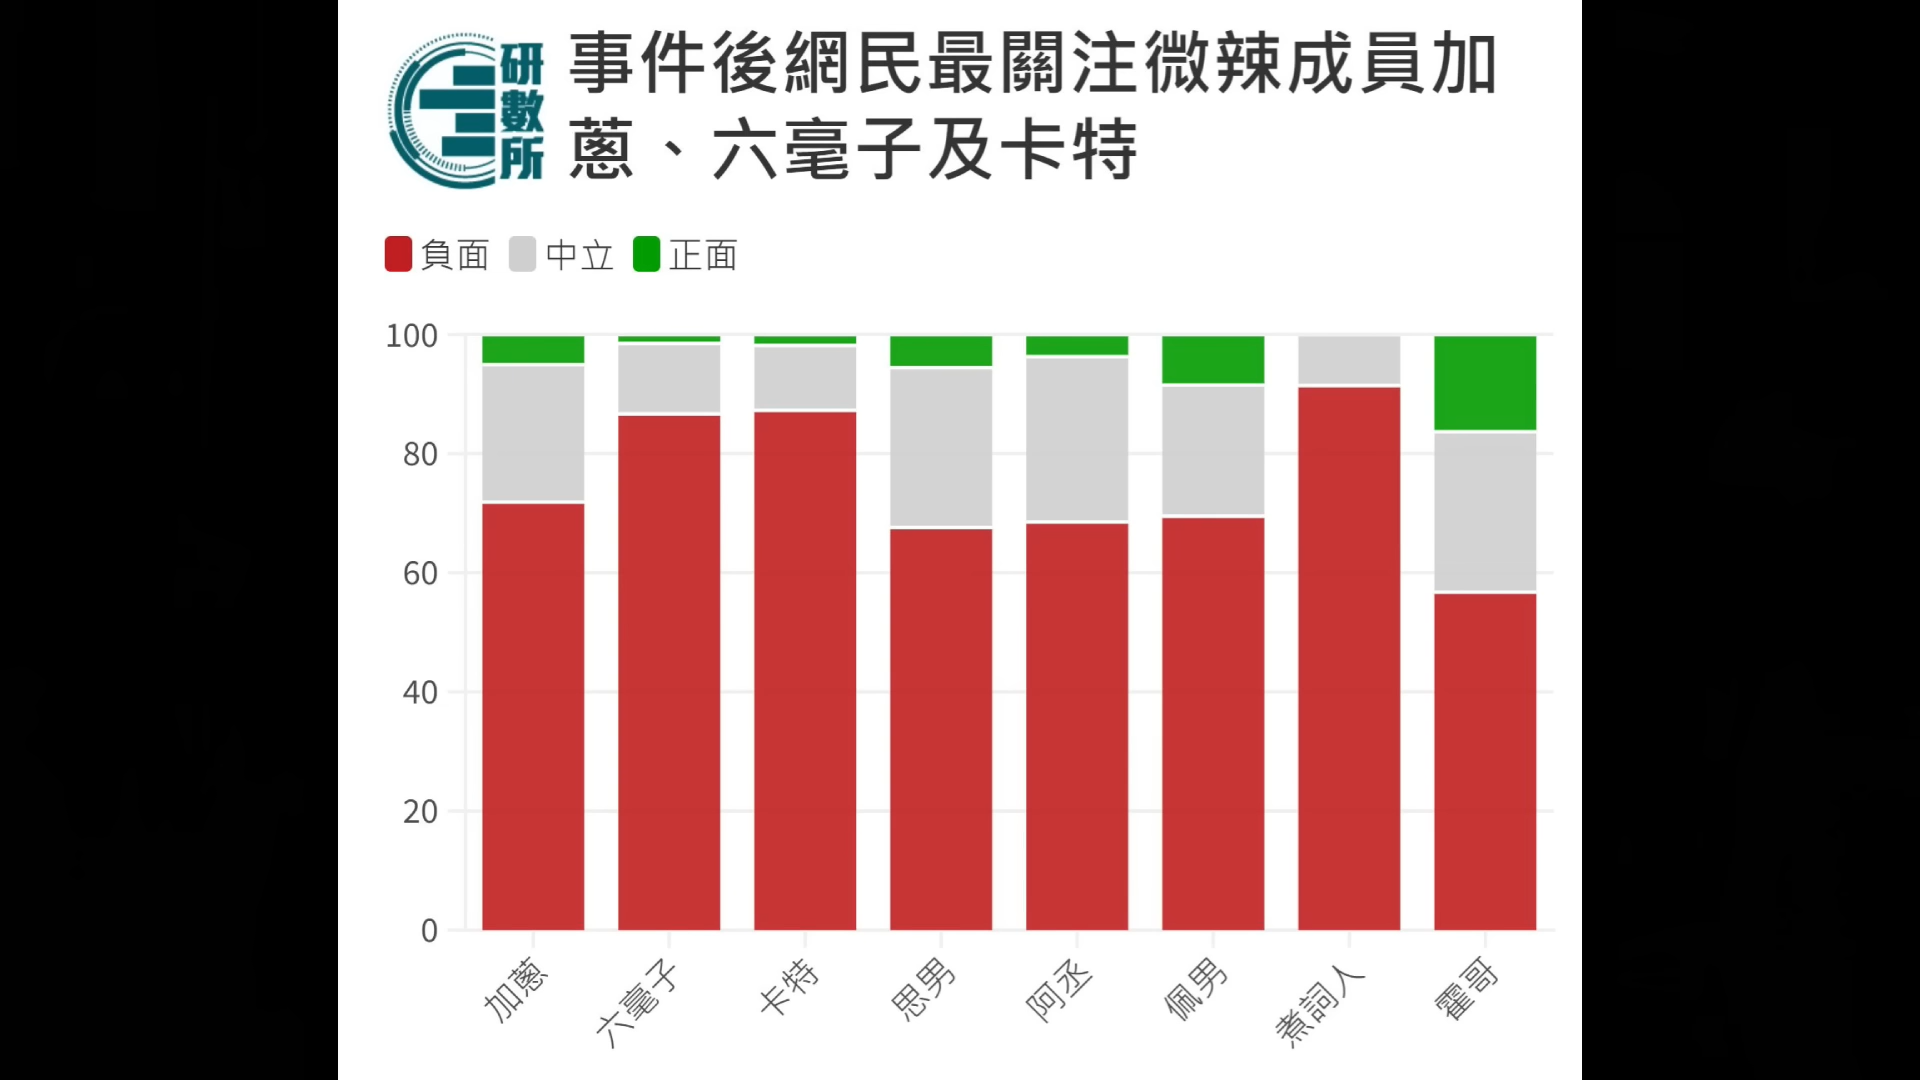 研數所
事件後網民最關注微辣成員加
蔥、六毫子及卡特
負面 中立 正面
100
80
60
40
20
0
加蔥 六毫子 卡特 思男 阿丞 佩男 煮詞人 霍哥